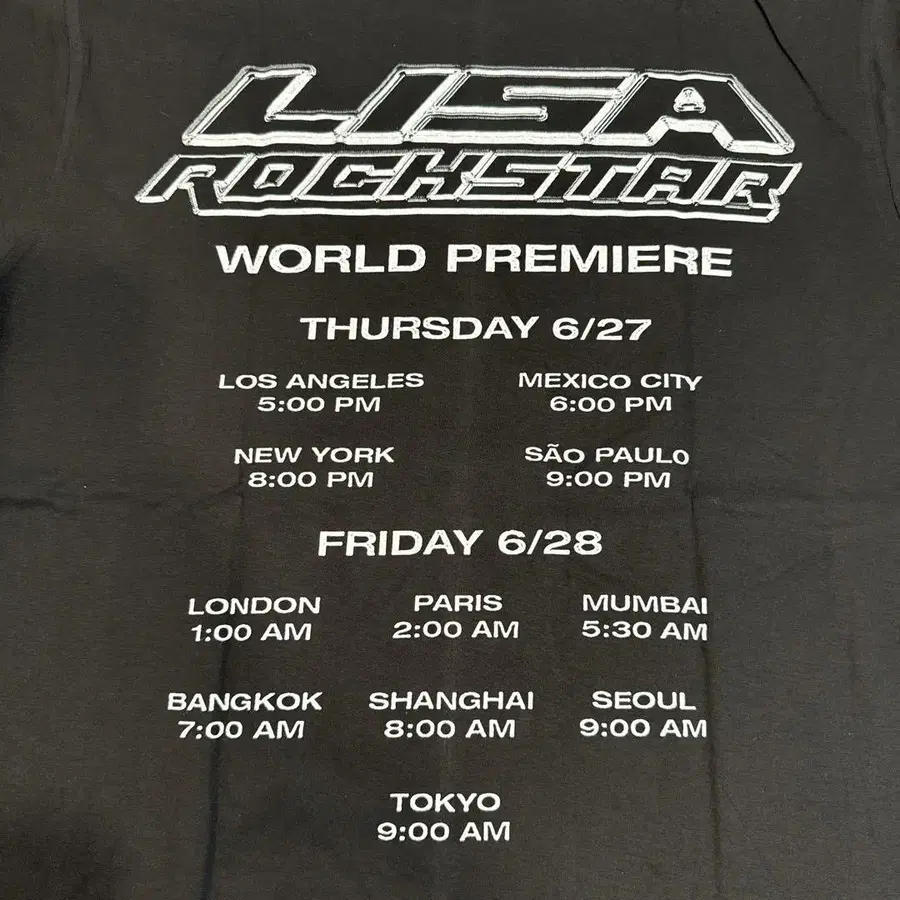 LISA
ROCKSTAR
WORLD PREMIERE
THURSDAY 6/27
LOS ANGELES
5:00 PM
MEXICO CITY
6:00 PM
NEW YORK
8:00 PM
SÃO PAULO
9:00 PM
FRIDAY 6/28
LONDON
1:00 AM
PARIS
2:00 AM
MUMBAI
5:30 AM
BANGKOK
7:00 AM
SHANGHAI
8:00 AM
SEOUL
9:00 AM
TOKYO
9:00 AM